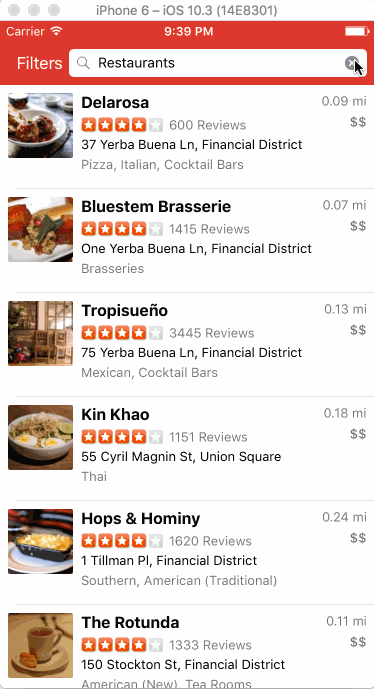 iPhone 6 – iOS 10.3 (14E8301)
Carrier 9:39 PM
Filters Restaurants
Delarosa 0.09 mi
600 Reviews $$
37 Yerba Buena Ln, Financial District
Pizza, Italian, Cocktail Bars
Bluestem Brasserie 0.07 mi
1415 Reviews $$
One Yerba Buena Ln, Financial District
Brasseries
Tropisueño 0.13 mi
3445 Reviews $$
75 Yerba Buena Ln, Financial District
Mexican, Cocktail Bars
Kin Khao 0.18 mi
1151 Reviews $$
55 Cyril Magnin St, Union Square
Thai
Hops & Hominy 0.24 mi
1620 Reviews $$
1 Tillman Pl, Financial District
Southern, American (Traditional)
The Rotunda 0.11 mi
1333 Reviews $$
150 Stockton St, Financial District
American (New), Tea Rooms